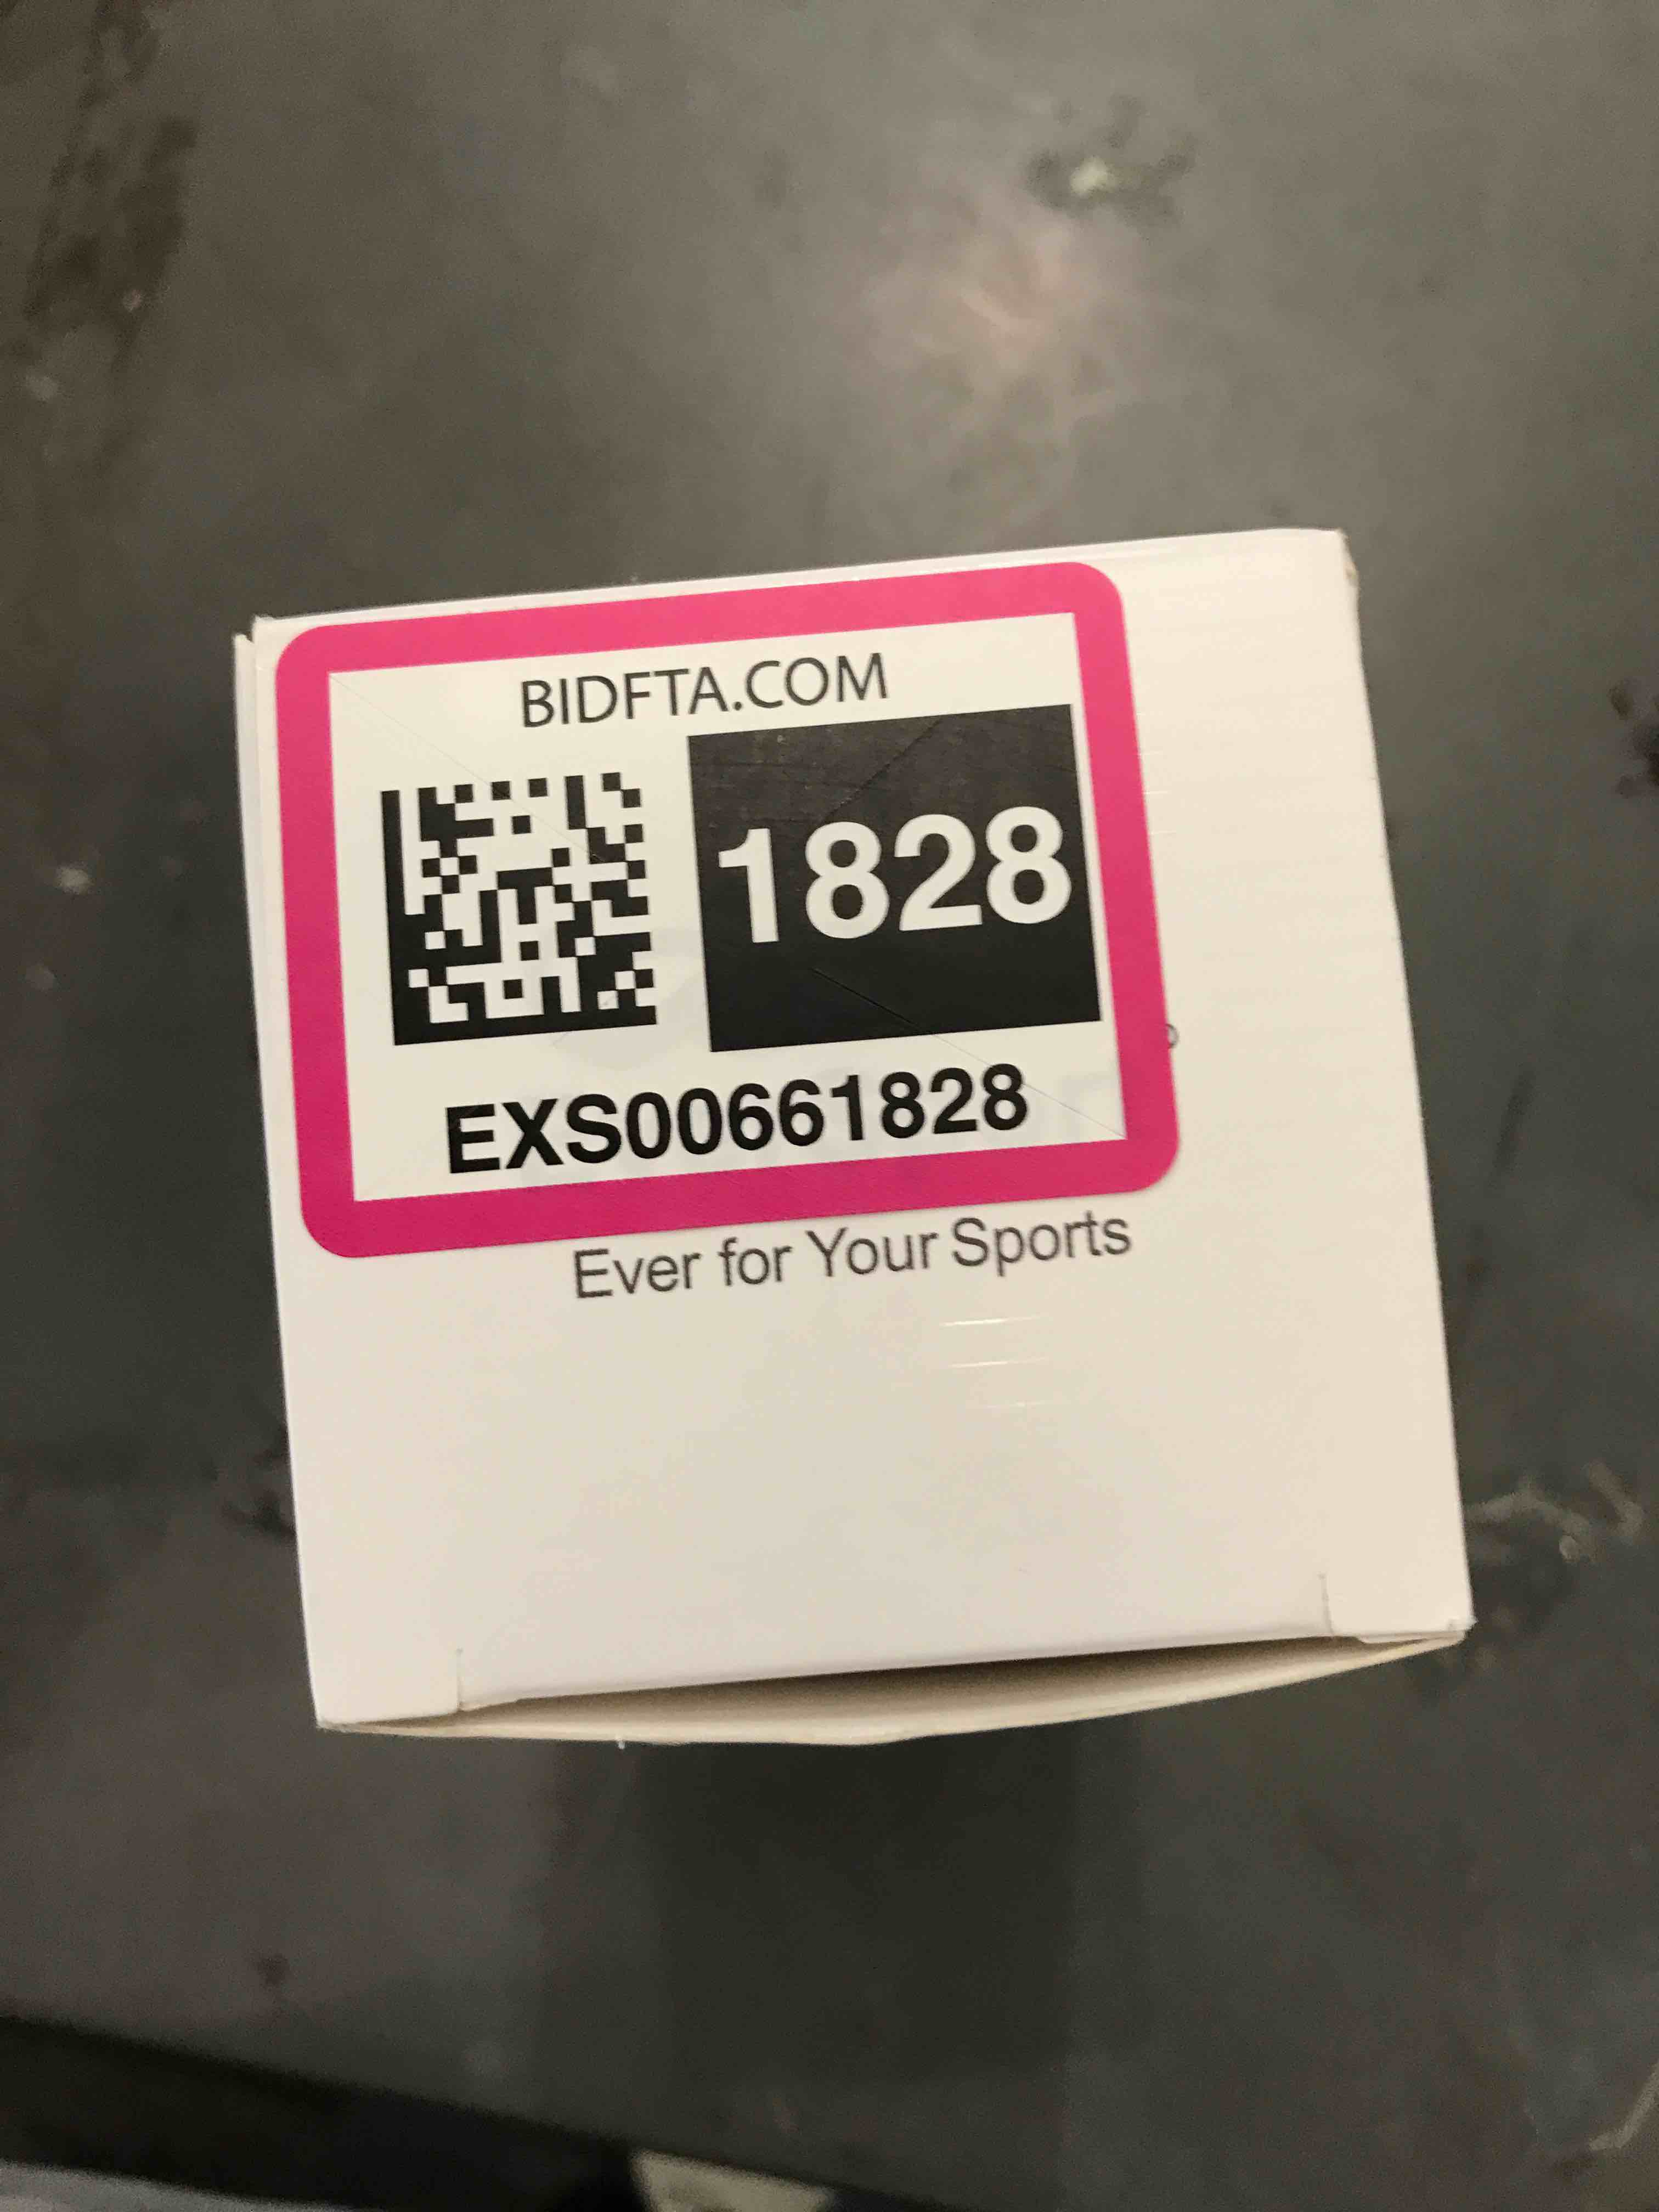 BIDFTA.COM
1828
EXS00661828
Ever for Your Sports